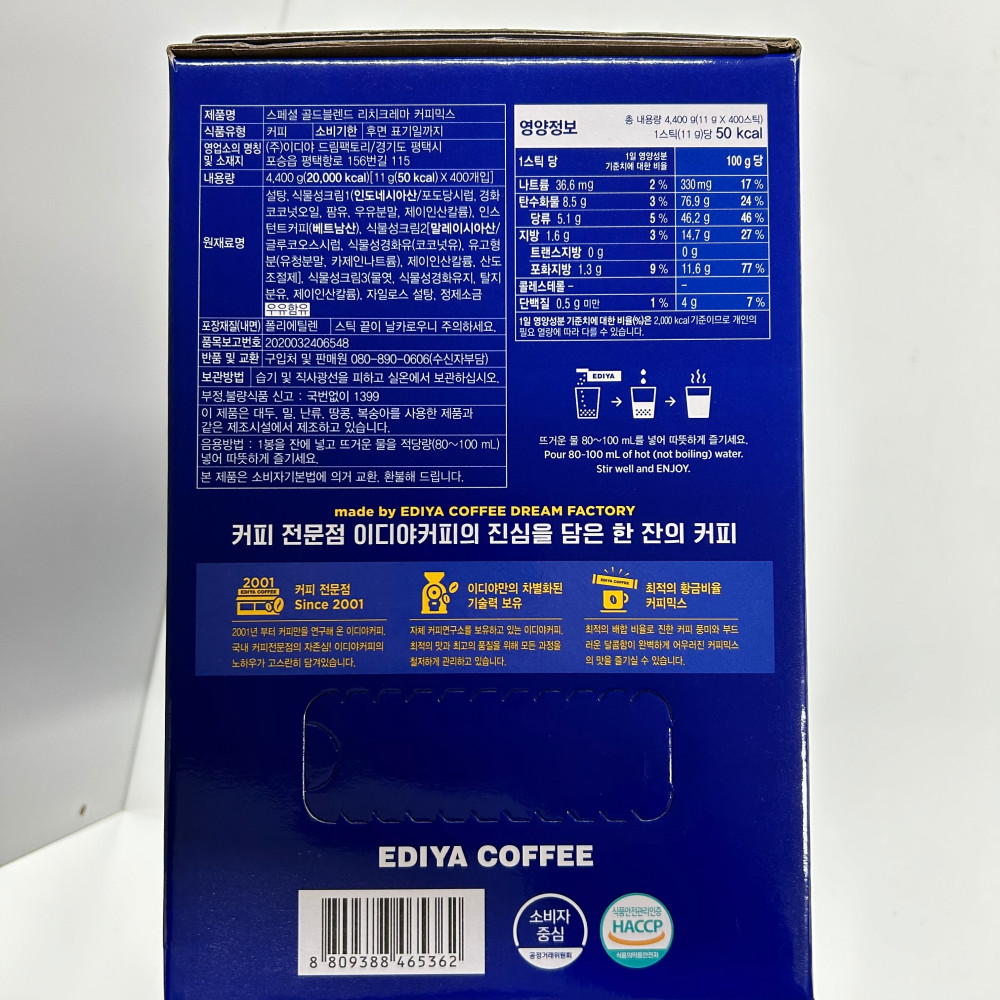 제품명 스페셜 골드블렌드 리치크레마 커피믹스
식품유형 커피 소비기한 후면 표기일까지
영업소의 명칭 및 소재지 (주)이디야 드림팩토리/경기도 평택시
포승읍 평택항로 156번길 115
내용량 4,400 g(20,000 kcal)[11 g(50 kcal) X 400개입]
원재료명
설탕, 식물성크림1(인도네시아산/포도당시럽, 경화
코코넛오일, 팜유, 우유분말, 제이인산칼륨), 인스
턴트커피(베트남산), 식물성크림2[말레이시아산/
글루코오스시럽, 식물성경화유(코코넛유), 유고형
분(유청분말, 카제인나트륨), 제이인산칼륨, 산도
조절제], 식물성크림3(물엿, 식물성경화유지, 탈지
분유, 제이인산칼륨), 자일로스 설탕, 정제소금
우유함유
포장재질(내면) 폴리에틸렌 스틱 끝이 날카로우니 주의하세요.
품목보고번호 2020032406548
반품 및 교환 구입처 및 판매원 080-890-0606(수신자부담)
보관방법 습기 및 직사광선을 피하고 실온에서 보관하십시오.
부정.불량식품 신고 : 국번없이 1399
이 제품은 대두, 밀, 난류, 땅콩, 복숭아를 사용한 제품과
같은 제조시설에서 제조하고 있습니다.
음용방법 : 1봉을 잔에 넣고 뜨거운 물을 적당량(80~100 mL)
넣어 따뜻하게 즐기세요.
본 제품은 소비자기본법에 의거 교환, 환불해 드립니다.
영양정보
총 내용량 4,400 g(11 g X 400스틱)
1스틱(11 g)당 50 kcal
1스틱 당 1일 영양성분 기준치에 대한 비율 100 g 당
나트륨 36.6 mg 2 % 330 mg 17 %
탄수화물 8.5 g 3 % 76.9 g 24 %
당류 5.1 g 5 % 46.2 g 46 %
지방 1.6 g 3 % 14.7 g 27 %
트랜스지방 0 g 0 g
포화지방 1.3 g 9 % 11.6 g 77 %
콜레스테롤 - -
단백질 0.5 g 미만 1 % 4 g 7 %
1일 영양성분 기준치에 대한 비율(%)은 2,000 kcal 기준이므로 개인의
필요 열량에 따라 다를 수 있습니다.
EDIYA
뜨거운 물 80~100 mL를 넣어 따뜻하게 즐기세요.
Pour 80-100 mL of hot (not boiling) water.
Stir well and ENJOY.
made by EDIYA COFFEE DREAM FACTORY
커피 전문점 이디야커피의 진심을 담은 한 잔의 커피
2001
EDIYA COFFEE
커피 전문점
Since 2001
2001년 부터 커피만을 연구해 온 이디야커피.
국내 커피전문점의 자존심! 이디야커피의
노하우가 고스란히 담겨있습니다.
이디야만의 차별화된
기술력 보유
자체 커피연구소를 보유하고 있는 이디야커피.
최적의 맛과 최고의 품질을 위해 모든 과정을
철저하게 관리하고 있습니다.
EDIYA COFFEE
최적의 황금비율
커피믹스
최적의 배합 비율로 진한 커피 풍미와 부드
러운 달콤함이 완벽하게 어우러진 커피믹스
의 맛을 즐기실 수 있습니다.
EDIYA COFFEE
8 809388 465362
소비자
중심
공정거래위원회
식품안전관리인증
HACCP
식품의약품안전처